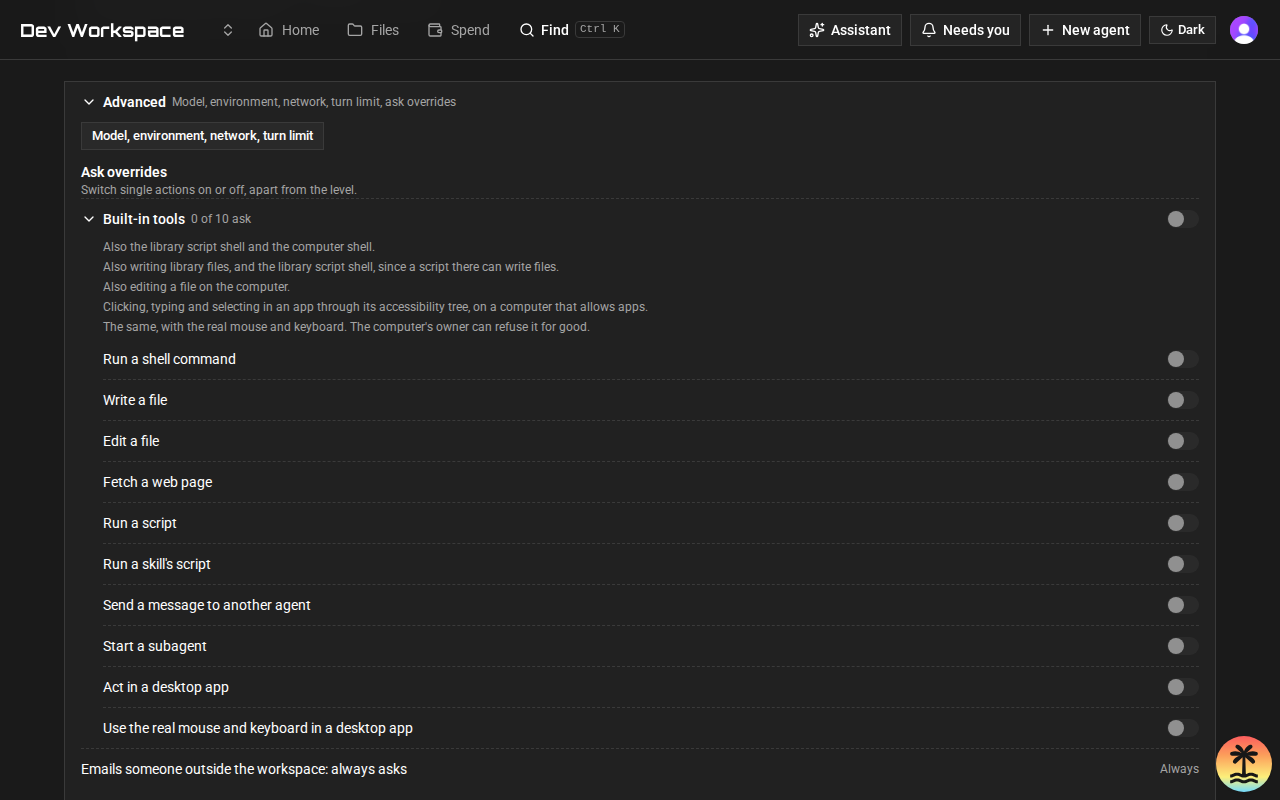 Dev Workspace
Home
Files
Spend
Find Ctrl K
Assistant
Needs you
New agent
Dark
Advanced Model, environment, network, turn limit, ask overrides
Model, environment, network, turn limit
Ask overrides
Switch single actions on or off, apart from the level.
Built-in tools 0 of 10 ask
Also the library script shell and the computer shell.
Also writing library files, and the library script shell, since a script there can write files.
Also editing a file on the computer.
Clicking, typing and selecting in an app through its accessibility tree, on a computer that allows apps.
The same, with the real mouse and keyboard. The computer's owner can refuse it for good.
Run a shell command
Write a file
Edit a file
Fetch a web page
Run a script
Run a skill's script
Send a message to another agent
Start a subagent
Act in a desktop app
Use the real mouse and keyboard in a desktop app
Emails someone outside the workspace: always asks Always